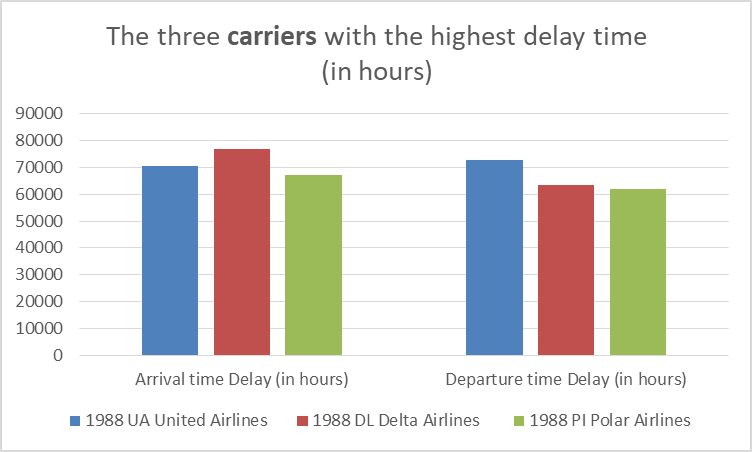 The three carriers with the highest delay time
(in hours)
90000
80000
70000
60000
50000
40000
30000
20000
10000
0
Arrival time Delay (in hours) Departure time Delay (in hours)
1988 UA United Airlines 1988 DL Delta Airlines 1988 PI Polar Airlines